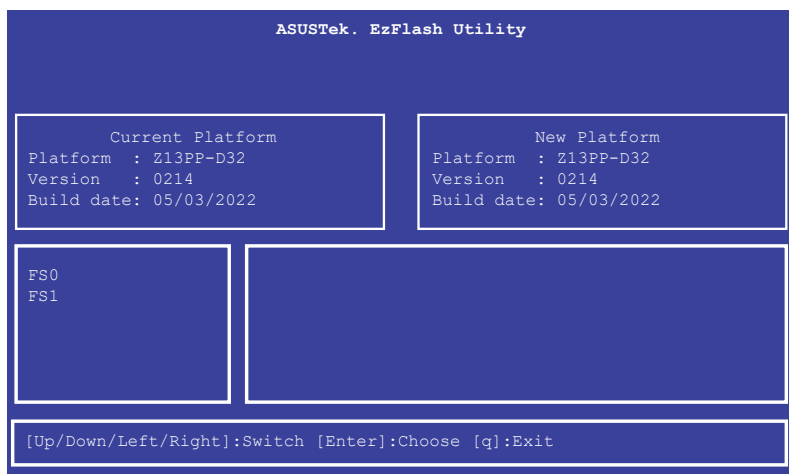 ASUSTek. EzFlash Utility
Current Platform
Platform : Z13PP-D32
Version : 0214
Build date: 05/03/2022
New Platform
Platform : Z13PP-D32
Version : 0214
Build date: 05/03/2022
FS0
FS1
[Up/Down/Left/Right]:Switch [Enter]:Choose [q]:Exit